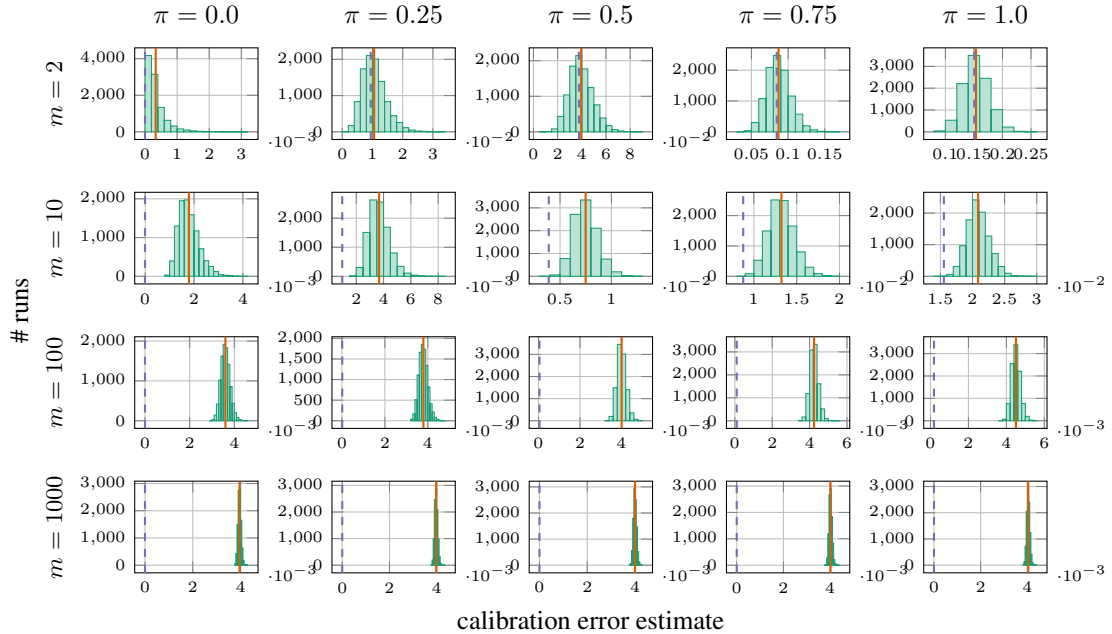 π = 0.0 π = 0.25 π = 0.5 π = 0.75 π = 1.0
m = 2
4,000 2,000 2,000 2,000 3,000
2,000 1,000 1,000 1,000 2,000
1,000
0 0 0 0 0
0 1 2 3 ·10⁻³ 0 1 2 3 ·10⁻² 0 2 4 6 8 ·10⁻² 0.05 0.1 0.15 0.1 0.15 0.2 0.25
m = 10
2,000 2,000 3,000 2,000 2,000
1,000 1,000 2,000 1,000 1,000
1,000
0 0 0 0 0
0 2 4 ·10⁻³ 2 4 6 8 ·10⁻³ 0.5 1 ·10⁻² 1 1.5 2 ·10⁻² 1.5 2 2.5 3 ·10⁻²
# runs
m = 100
2,000 2,000 3,000 3,000 3,000
1,000 1,500 2,000 2,000 2,000
1,000 1,000 1,000 1,000
500
0 0 0 0 0
0 2 4 ·10⁻³ 0 2 4 ·10⁻³ 0 2 4 ·10⁻³ 0 2 4 6 ·10⁻³ 0 2 4 6 ·10⁻³
m = 1000
3,000 3,000 3,000 3,000 3,000
2,000 2,000 2,000 2,000 2,000
1,000 1,000 1,000 1,000 1,000
0 0 0 0 0
0 2 4 ·10⁻³ 0 2 4 ·10⁻³ 0 2 4 ·10⁻³ 0 2 4 ·10⁻³ 0 2 4 ·10⁻³
calibration error estimate